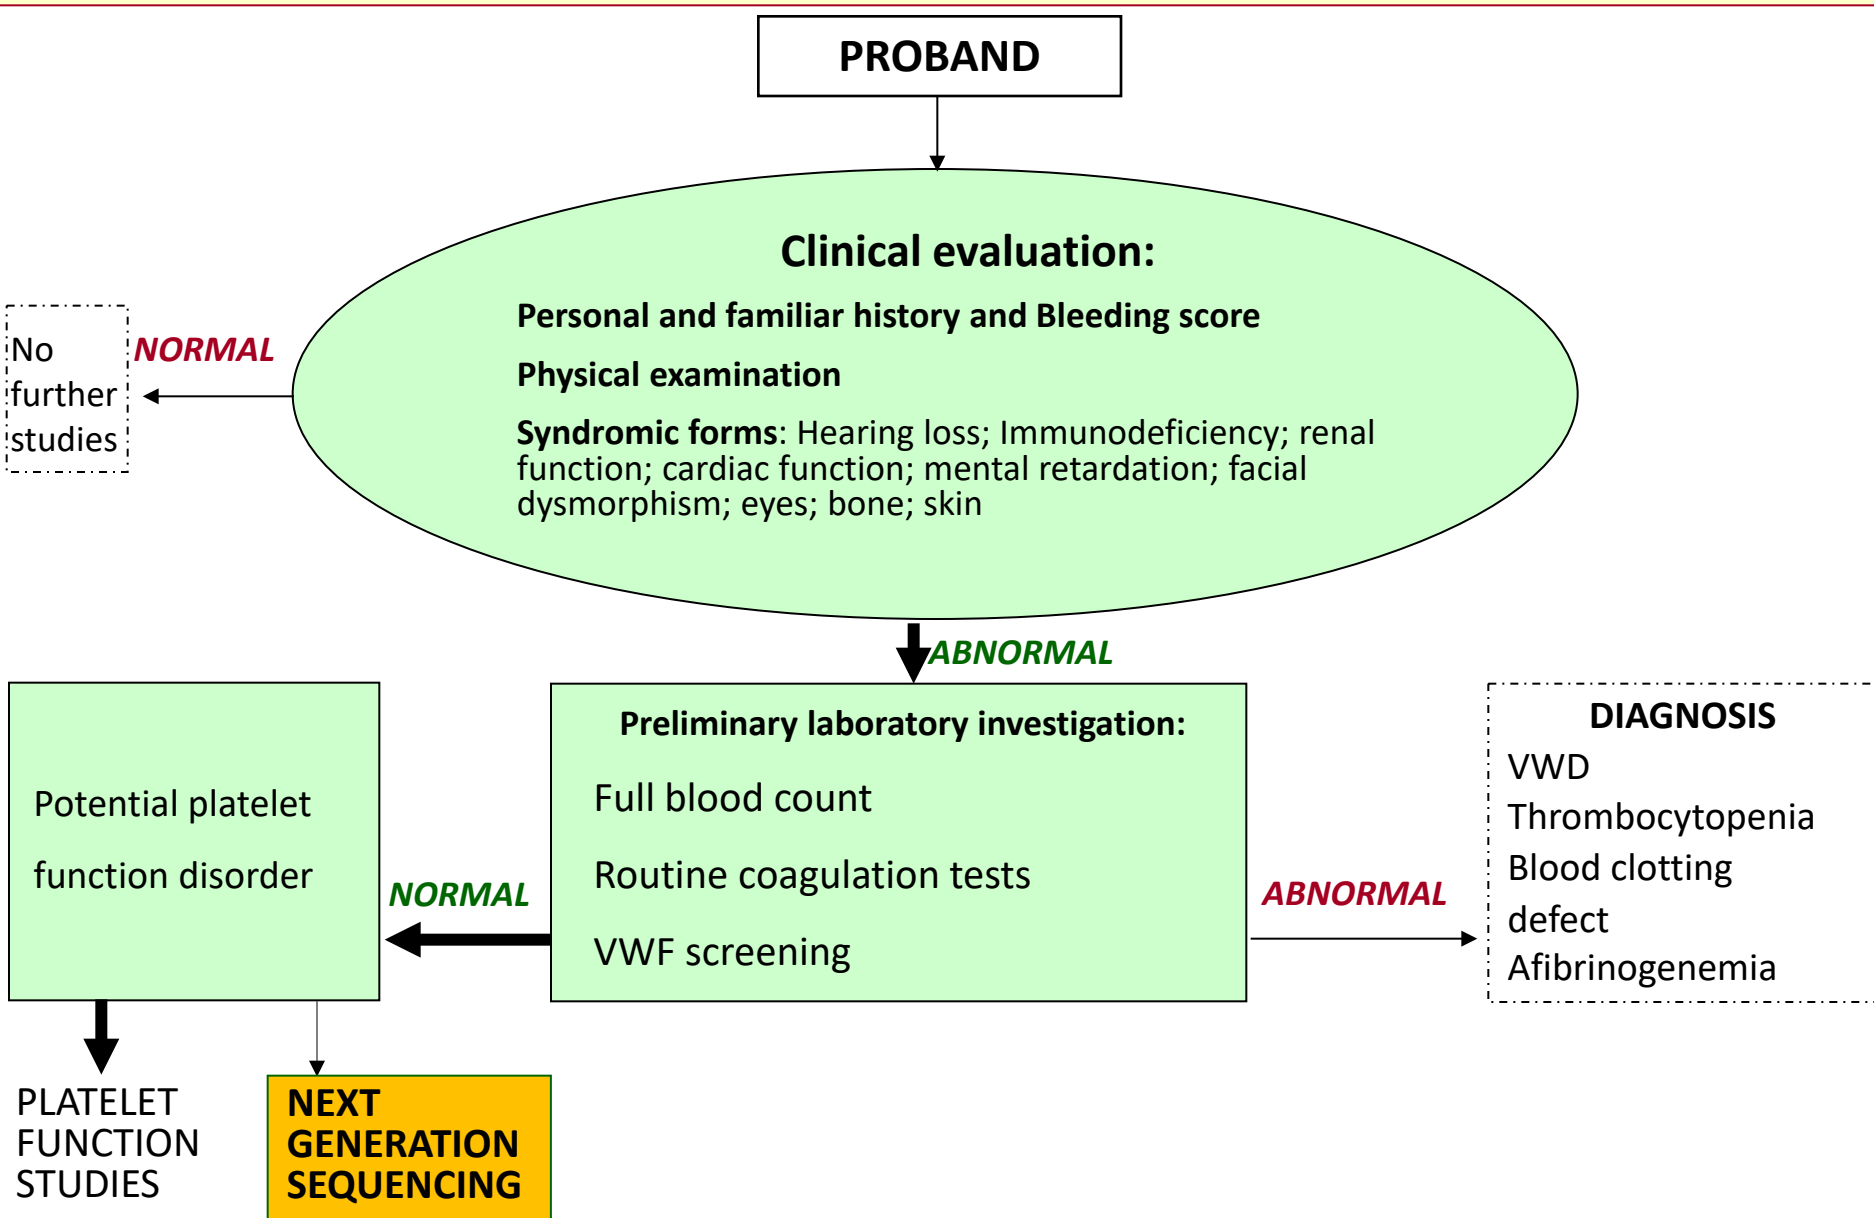 PROBAND
Clinical evaluation:
Personal and familiar history and Bleeding score
Physical examination
Syndromic forms: Hearing loss; Immunodeficiency; renal
function; cardiac function; mental retardation; facial
dysmorphism; eyes; bone; skin
NORMAL
No
further
studies
ABNORMAL
Preliminary laboratory investigation:
Full blood count
Routine coagulation tests
VWF screening
NORMAL
Potential platelet
function disorder
ABNORMAL
DIAGNOSIS
VWD
Thrombocytopenia
Blood clotting
defect
Afibrinogenemia
PLATELET
FUNCTION
STUDIES
NEXT
GENERATION
SEQUENCING